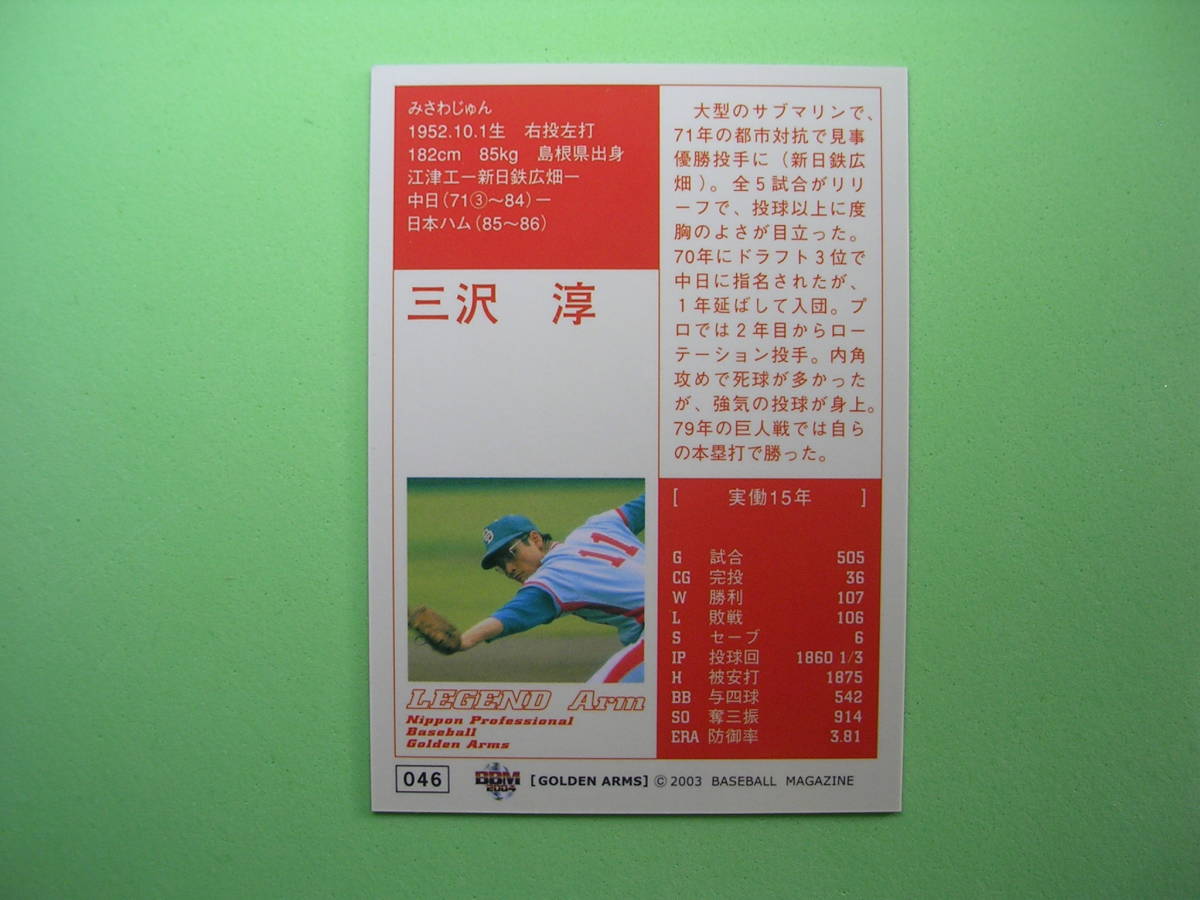 みさわじゅん
1952.10.1生 右投左打
182cm 85kg 島根県出身
江津工ー新日鉄広畑ー
中日(71③～84)ー
日本ハム(85～86)
三沢 淳
大型のサブマリンで、
71年の都市対抗で見事
優勝投手に(新日鉄広
畑)。全5試合がリリ
ーフで、投球以上に度
胸のよさが目立った。
70年にドラフト3位で
中日に指名されたが、
1年延ばして入団。プ
ロでは2年目からロー
テーション投手。内角
攻めで死球が多かった
が、強気の投球が身上。
79年の巨人戦では自ら
の本塁打で勝った。
11
LEGEND Arm
Nippon Professional
Baseball
Golden Arms
[ 実働15年 ]
G 試合 505
CG 完投 36
W 勝利 107
L 敗戦 106
S セーブ 6
IP 投球回 1860 1/3
H 被安打 1875
BB 与四球 542
SO 奪三振 914
ERA 防御率 3.81
046 BBM 2004 [GOLDEN ARMS] © 2003 BASEBALL MAGAZINE